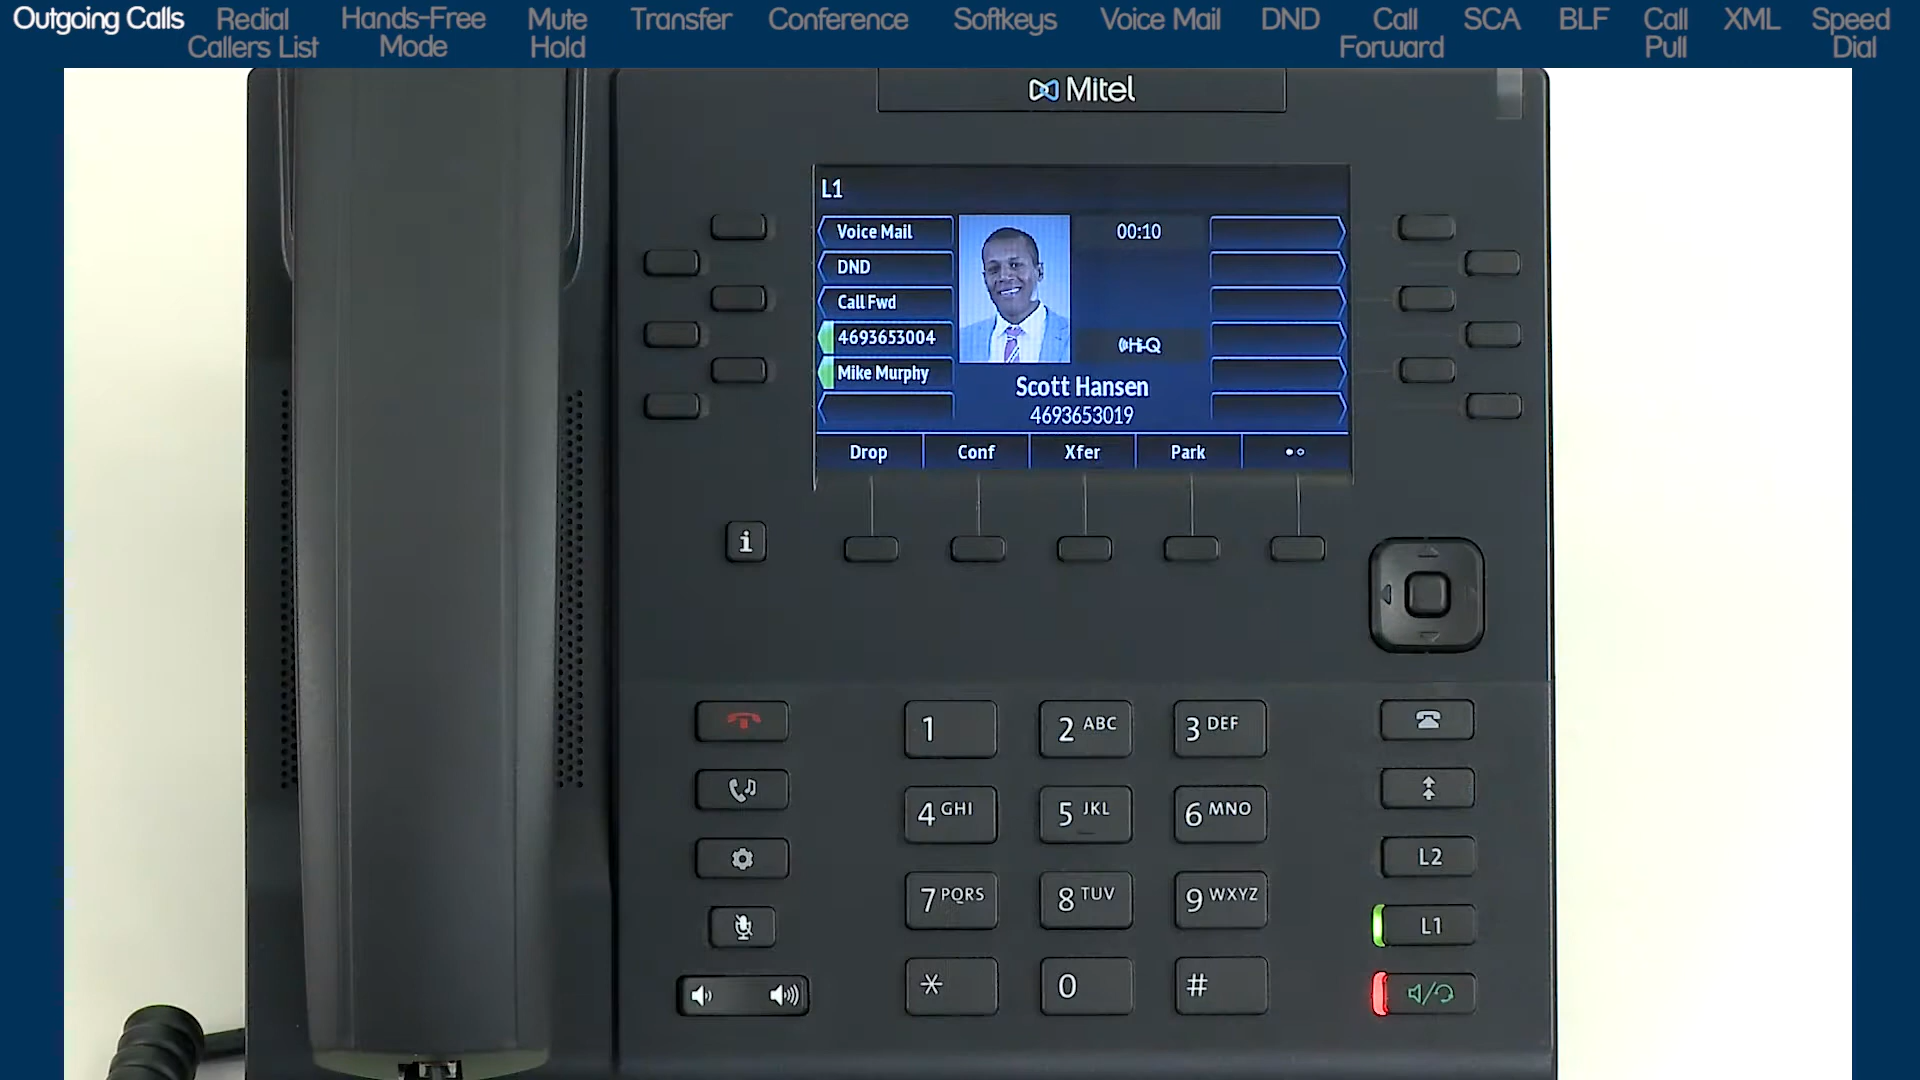 Outgoing Calls
Redial
Callers List
Hands-Free
Mode
Mute
Hold
Transfer
Conference
Softkeys
Voice Mail
DND
Call
Forward
SCA
BLF
Call
Pull
XML
Speed
Dial
Mitel
L1
Voice Mail
DND
Call Fwd
4693653004
Mike Murphy
00:10
Hi-Q
Scott Hansen
4693653019
Drop Conf Xfer Park
i
1 2 ABC 3 DEF
4 GHI 5 JKL 6 MNO
L2
7 PQRS 8 TUV 9 WXYZ
L1
* 0 #